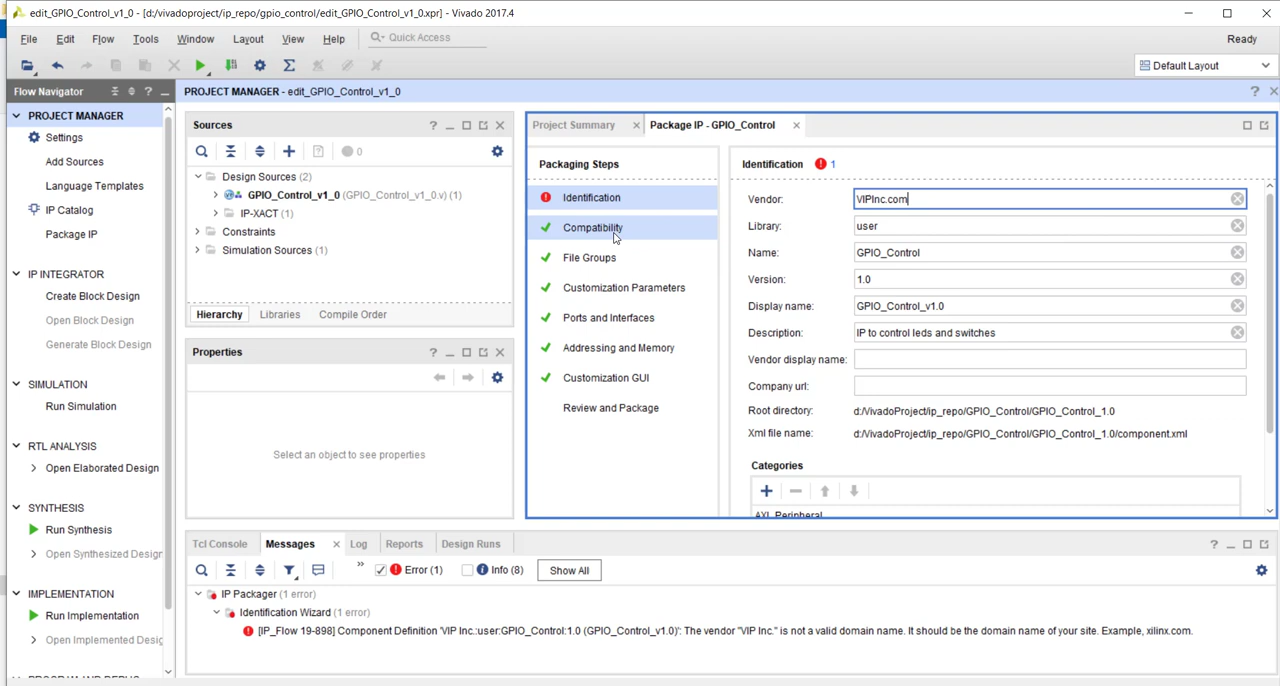 edit_GPIO_Control_v1_0 - [d:/vivadoproject/ip_repo/gpio_control/edit_GPIO_Control_v1_0.xpr] - Vivado 2017.4
File Edit Flow Tools Window Layout View Help Quick Access Ready
0 Default Layout
Flow Navigator
PROJECT MANAGER
Settings
Add Sources
Language Templates
IP Catalog
Package IP
IP INTEGRATOR
Create Block Design
Open Block Design
Generate Block Design
SIMULATION
Run Simulation
RTL ANALYSIS
Open Elaborated Design
SYNTHESIS
Run Synthesis
Open Synthesized Design
IMPLEMENTATION
Run Implementation
Open Implemented Desig
PROJECT MANAGER - edit_GPIO_Control_v1_0
Sources
0
Design Sources (2)
GPIO_Control_v1_0 (GPIO_Control_v1_0.v) (1)
IP-XACT (1)
Constraints
Simulation Sources (1)
Hierarchy Libraries Compile Order
Properties
Select an object to see properties
Project Summary Package IP - GPIO_Control
Packaging Steps
Identification
Compatibility
File Groups
Customization Parameters
Ports and Interfaces
Addressing and Memory
Customization GUI
Review and Package
Identification 1
Vendor: VIPInc.com
Library: user
Name: GPIO_Control
Version: 1.0
Display name: GPIO_Control_v1.0
Description: IP to control leds and switches
Vendor display name:
Company url:
Root directory: d:/VivadoProject/ip_repo/GPIO_Control/GPIO_Control_1.0
Xml file name: d:/VivadoProject/ip_repo/GPIO_Control/GPIO_Control_1.0/component.xml
Categories
AXI_Peripheral
Tcl Console Messages Log Reports Design Runs
Error (1) Info (8) Show All
IP Packager (1 error)
Identification Wizard (1 error)
[IP_Flow 19-898] Component Definition 'VIP Inc.:user:GPIO_Control:1.0 (GPIO_Control_v1.0)': The vendor "VIP Inc." is not a valid domain name. It should be the domain name of your site. Example, xilinx.com.